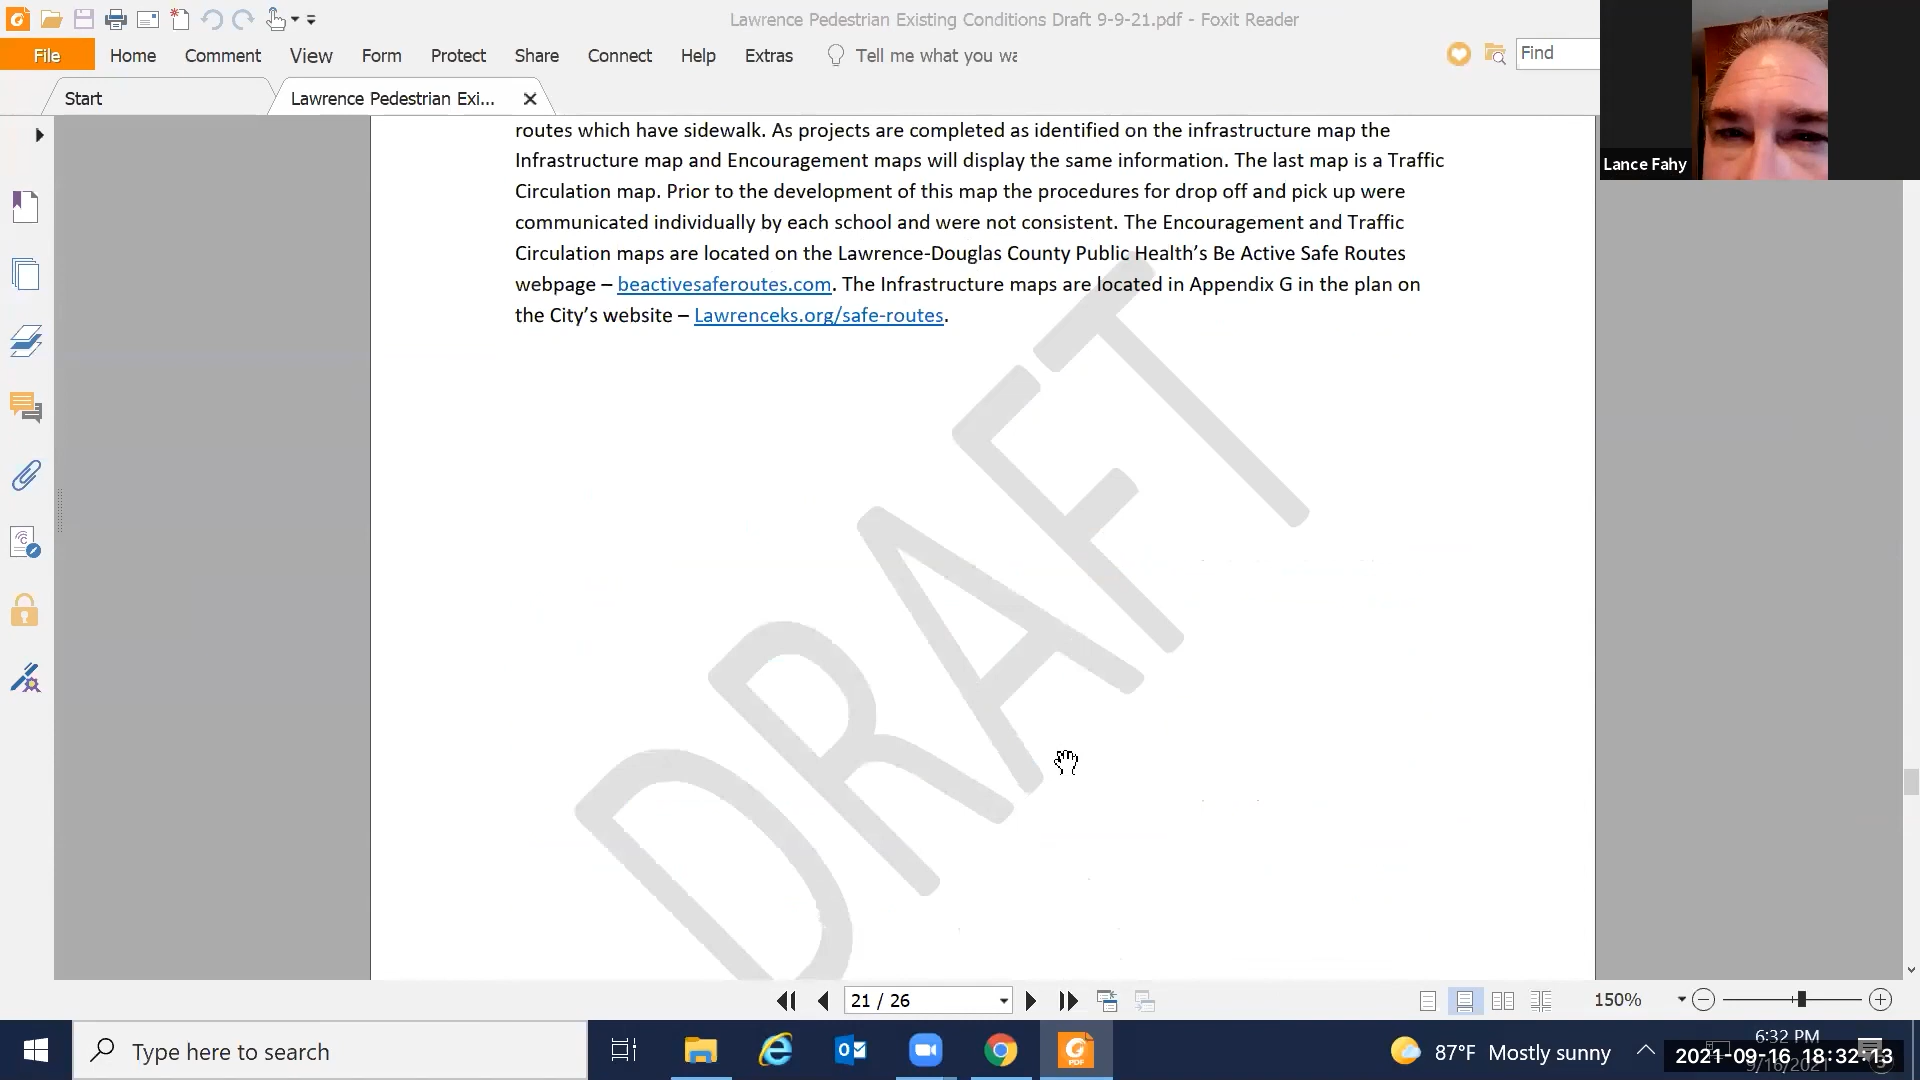 Lawrence Pedestrian Existing Conditions Draft 9-9-21.pdf - Foxit Reader
File Home Comment View Form Protect Share Connect Help Extras Tell me what you wa Find
Start Lawrence Pedestrian Exi...
Lance Fahy
routes which have sidewalk. As projects are completed as identified on the infrastructure map the
Infrastructure map and Encouragement maps will display the same information. The last map is a Traffic
Circulation map. Prior to the development of this map the procedures for drop off and pick up were
communicated individually by each school and were not consistent. The Encouragement and Traffic
Circulation maps are located on the Lawrence-Douglas County Public Health’s Be Active Safe Routes
webpage – beactivesaferoutes.com. The Infrastructure maps are located in Appendix G in the plan on
the City’s website – Lawrenceks.org/safe-routes.
DRAFT
21 / 26
150%
Type here to search
87°F Mostly sunny
6:32 PM
2021-09-16 18:32:13